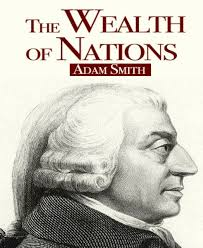 THE WEALTH
OF NATIONS
ADAM SMITH